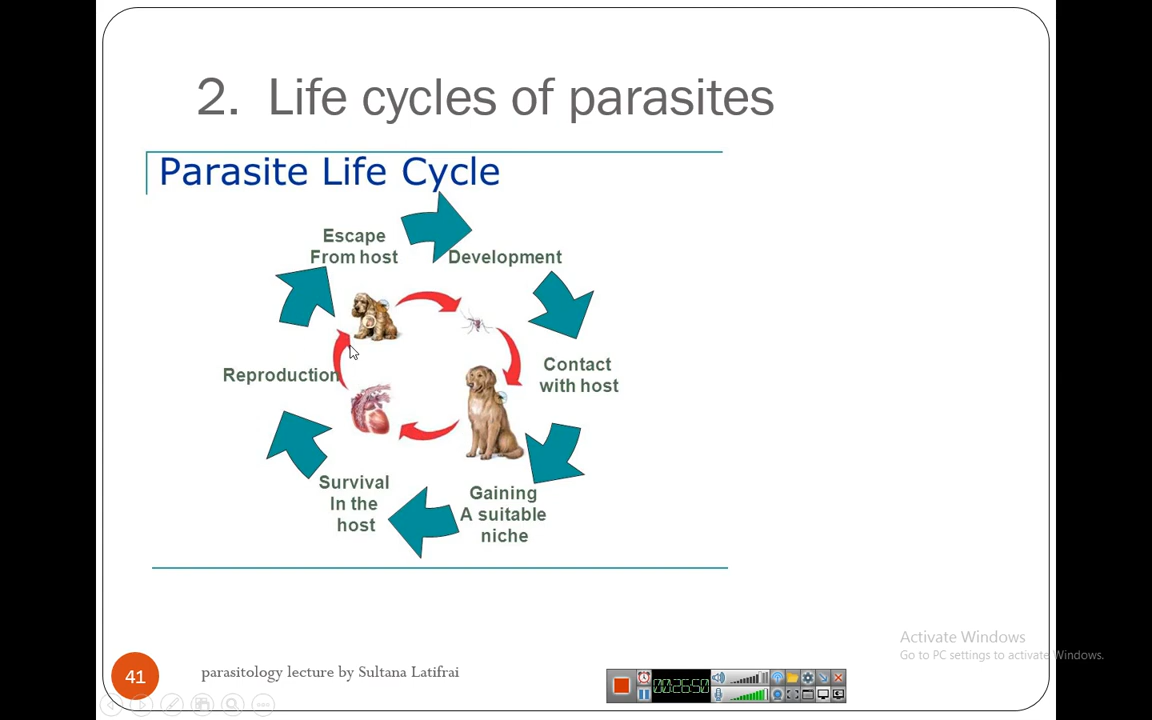 2. Life cycles of parasites
Parasite Life Cycle
Escape
From host
Development
Contact
with host
Gaining
A suitable
niche
Survival
In the
host
Reproduction
Activate Windows
Go to PC settings to activate Windows.
41
parasitology lecture by Sultana Latifrai